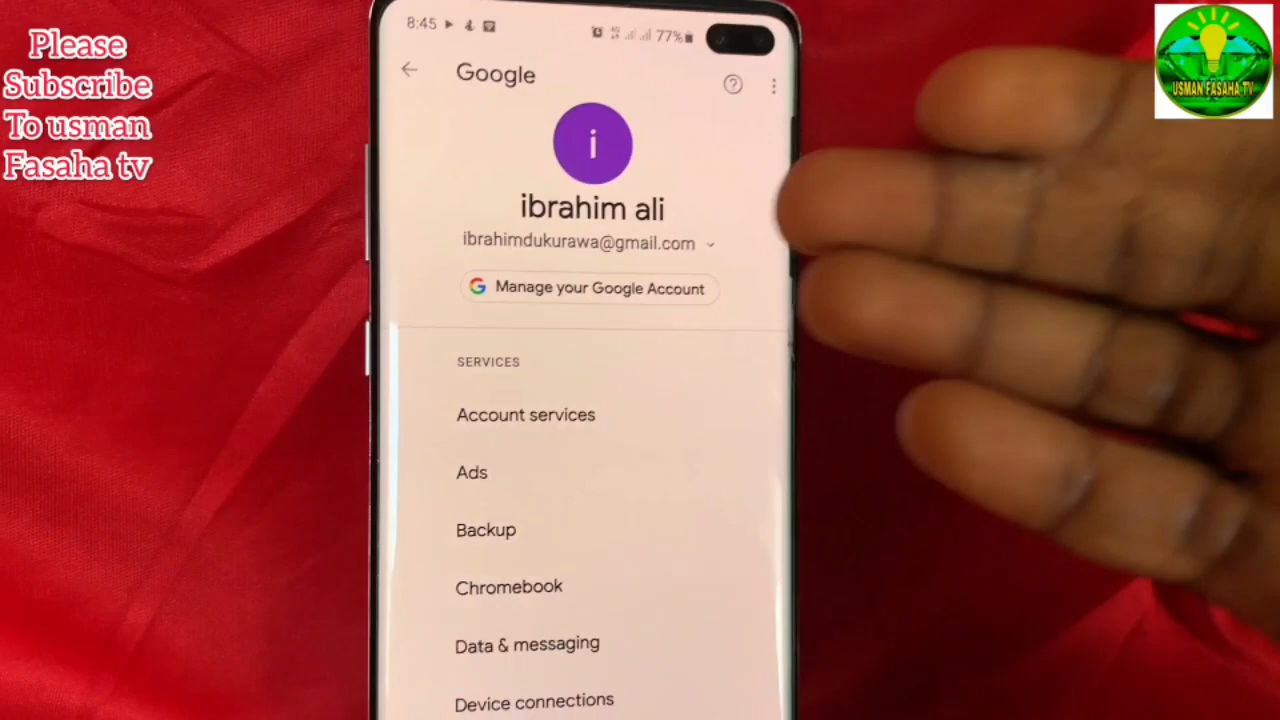 Please
Subscribe
To usman
Fasaha tv
USMAN FASAHA TV
8:45
77%
Google
i
ibrahim ali
ibrahimdukurawa@gmail.com
Manage your Google Account
SERVICES
Account services
Ads
Backup
Chromebook
Data & messaging
Device connections